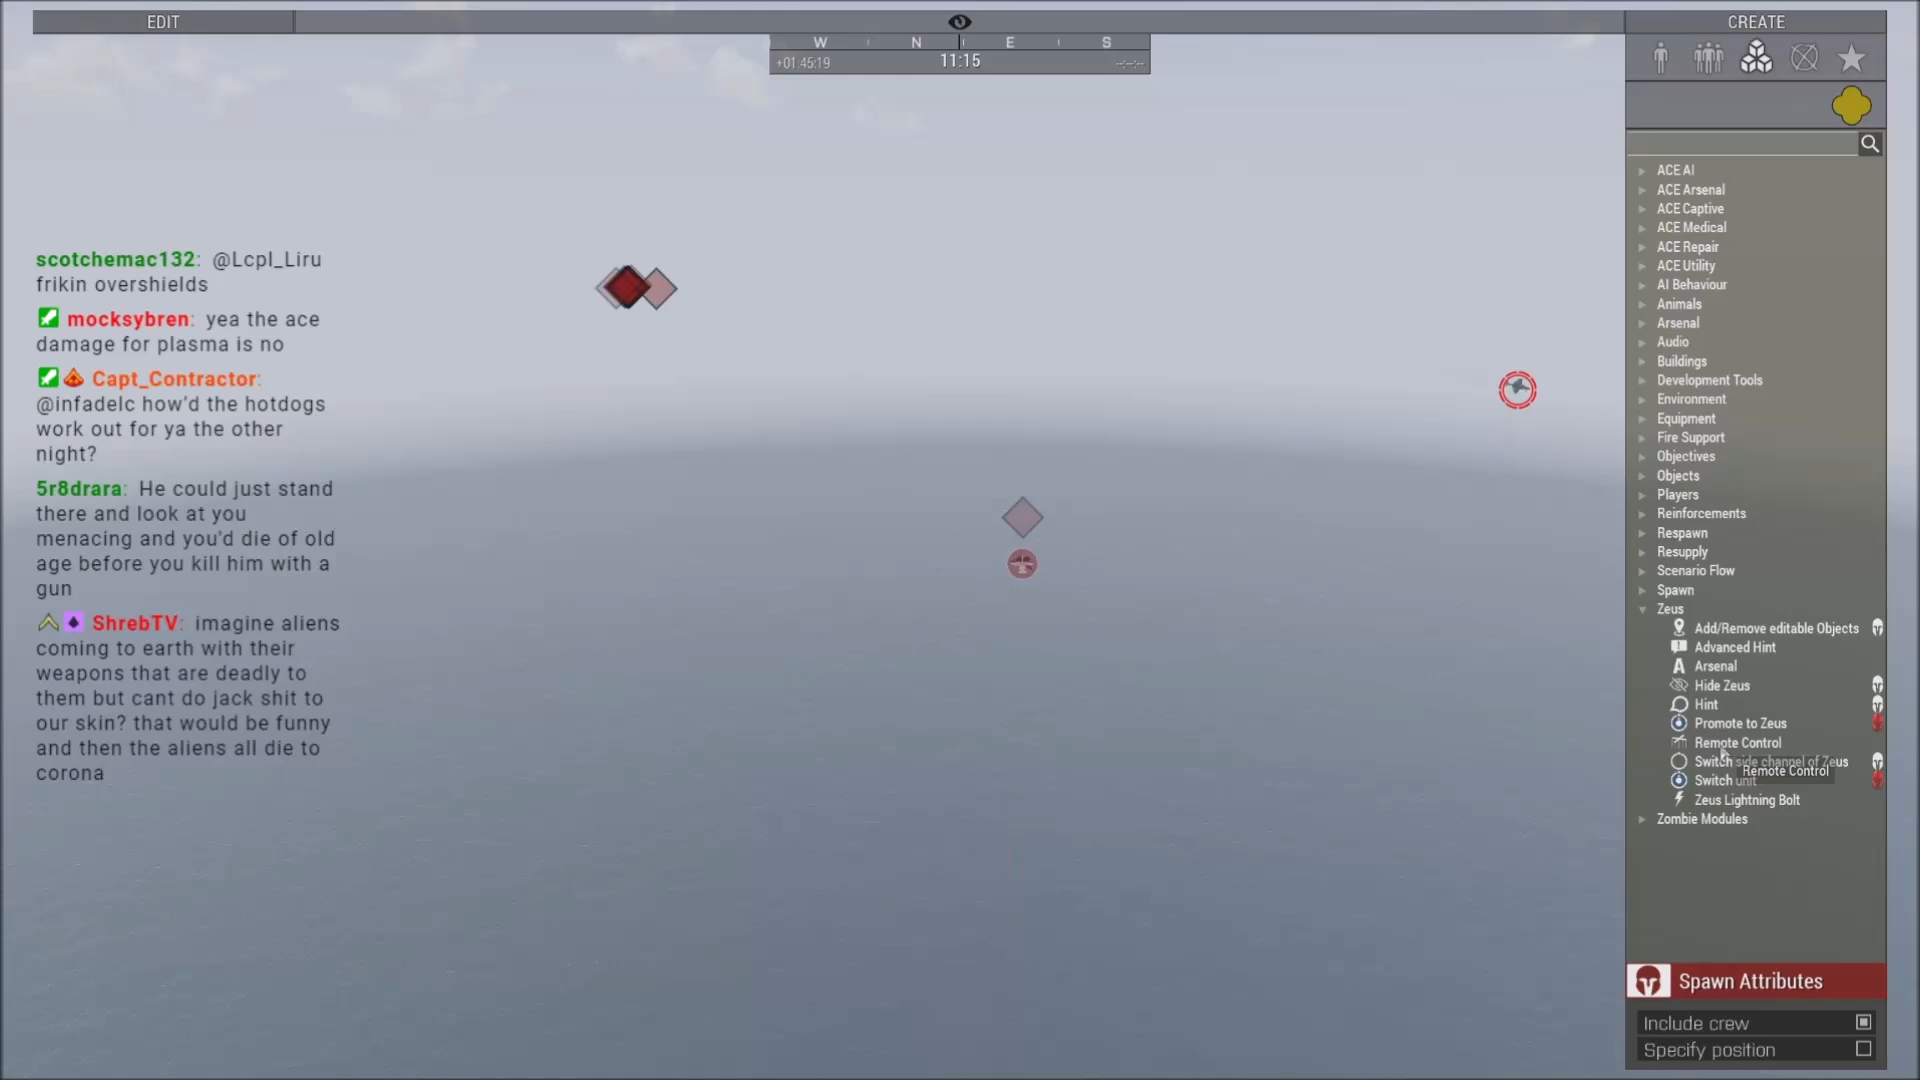 EDIT
CREATE
W N E S
+01:45:19 11:15 --:--:--
scotchemac132: @Lcpl_Liru
frikin overshields
mocksybren: yea the ace
damage for plasma is no
Capt_Contractor:
@infadelc how'd the hotdogs
work out for ya the other
night?
5r8drara: He could just stand
there and look at you
menacing and you'd die of old
age before you kill him with a
gun
ShrebTV: imagine aliens
coming to earth with their
weapons that are deadly to
them but cant do jack shit to
our skin? that would be funny
and then the aliens all die to
corona
ACE AI
ACE Arsenal
ACE Captive
ACE Medical
ACE Repair
ACE Utility
AI Behaviour
Animals
Arsenal
Audio
Buildings
Development Tools
Environment
Equipment
Fire Support
Objectives
Objects
Players
Reinforcements
Respawn
Resupply
Scenario Flow
Spawn
Zeus
Add/Remove editable Objects
Advanced Hint
Arsenal
Hide Zeus
Hint
Promote to Zeus
Remote Control
Switch side channel of Zeus
Remote Control
Switch unit
Zeus Lightning Bolt
Zombie Modules
Spawn Attributes
Include crew
Specify position